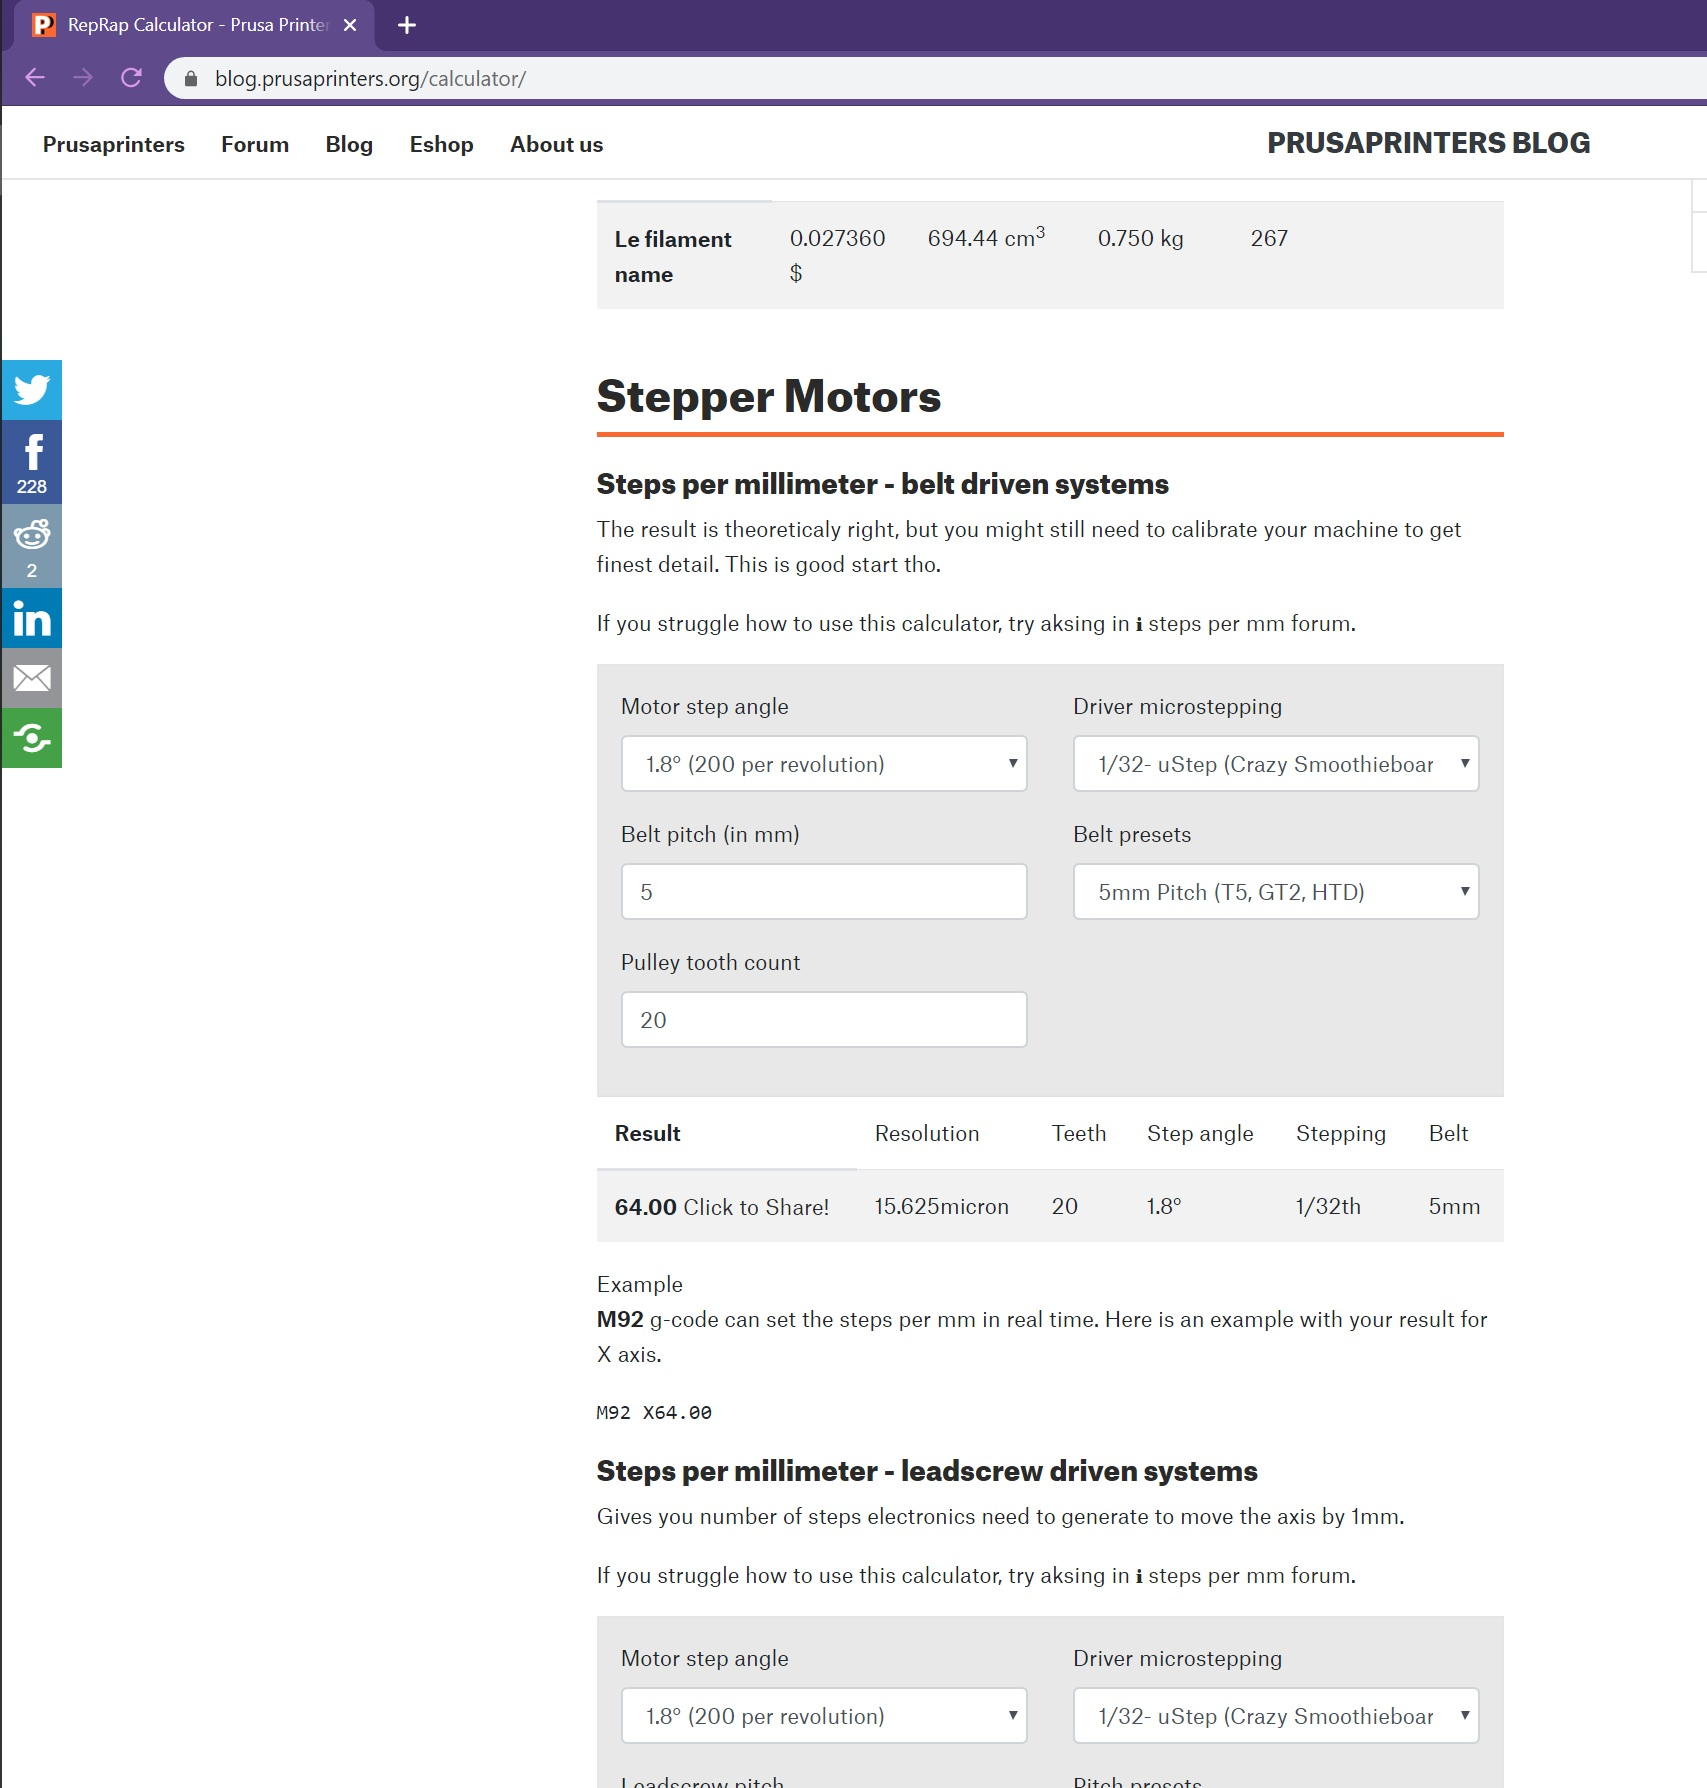 RepRap Calculator - Prusa Printer
blog.prusaprinters.org/calculator/
Prusaprinters Forum Blog Eshop About us PRUSAPRINTERS BLOG
Le filament name 0.027360 $ 694.44 cm³ 0.750 kg 267
Stepper Motors
228
2
in
Steps per millimeter - belt driven systems
The result is theoreticaly right, but you might still need to calibrate your machine to get
finest detail. This is good start tho.
If you struggle how to use this calculator, try aksing in i steps per mm forum.
Motor step angle Driver microstepping
1.8° (200 per revolution) 1/32- uStep (Crazy Smoothieboar
Belt pitch (in mm) Belt presets
5 5mm Pitch (T5, GT2, HTD)
Pulley tooth count
20
Result Resolution Teeth Step angle Stepping Belt
64.00 Click to Share! 15.625micron 20 1.8° 1/32th 5mm
Example
M92 g-code can set the steps per mm in real time. Here is an example with your result for
X axis.
M92 X64.00
Steps per millimeter - leadscrew driven systems
Gives you number of steps electronics need to generate to move the axis by 1mm.
If you struggle how to use this calculator, try aksing in i steps per mm forum.
Motor step angle Driver microstepping
1.8° (200 per revolution) 1/32- uStep (Crazy Smoothieboar
Leadscrew pitch Pitch presets